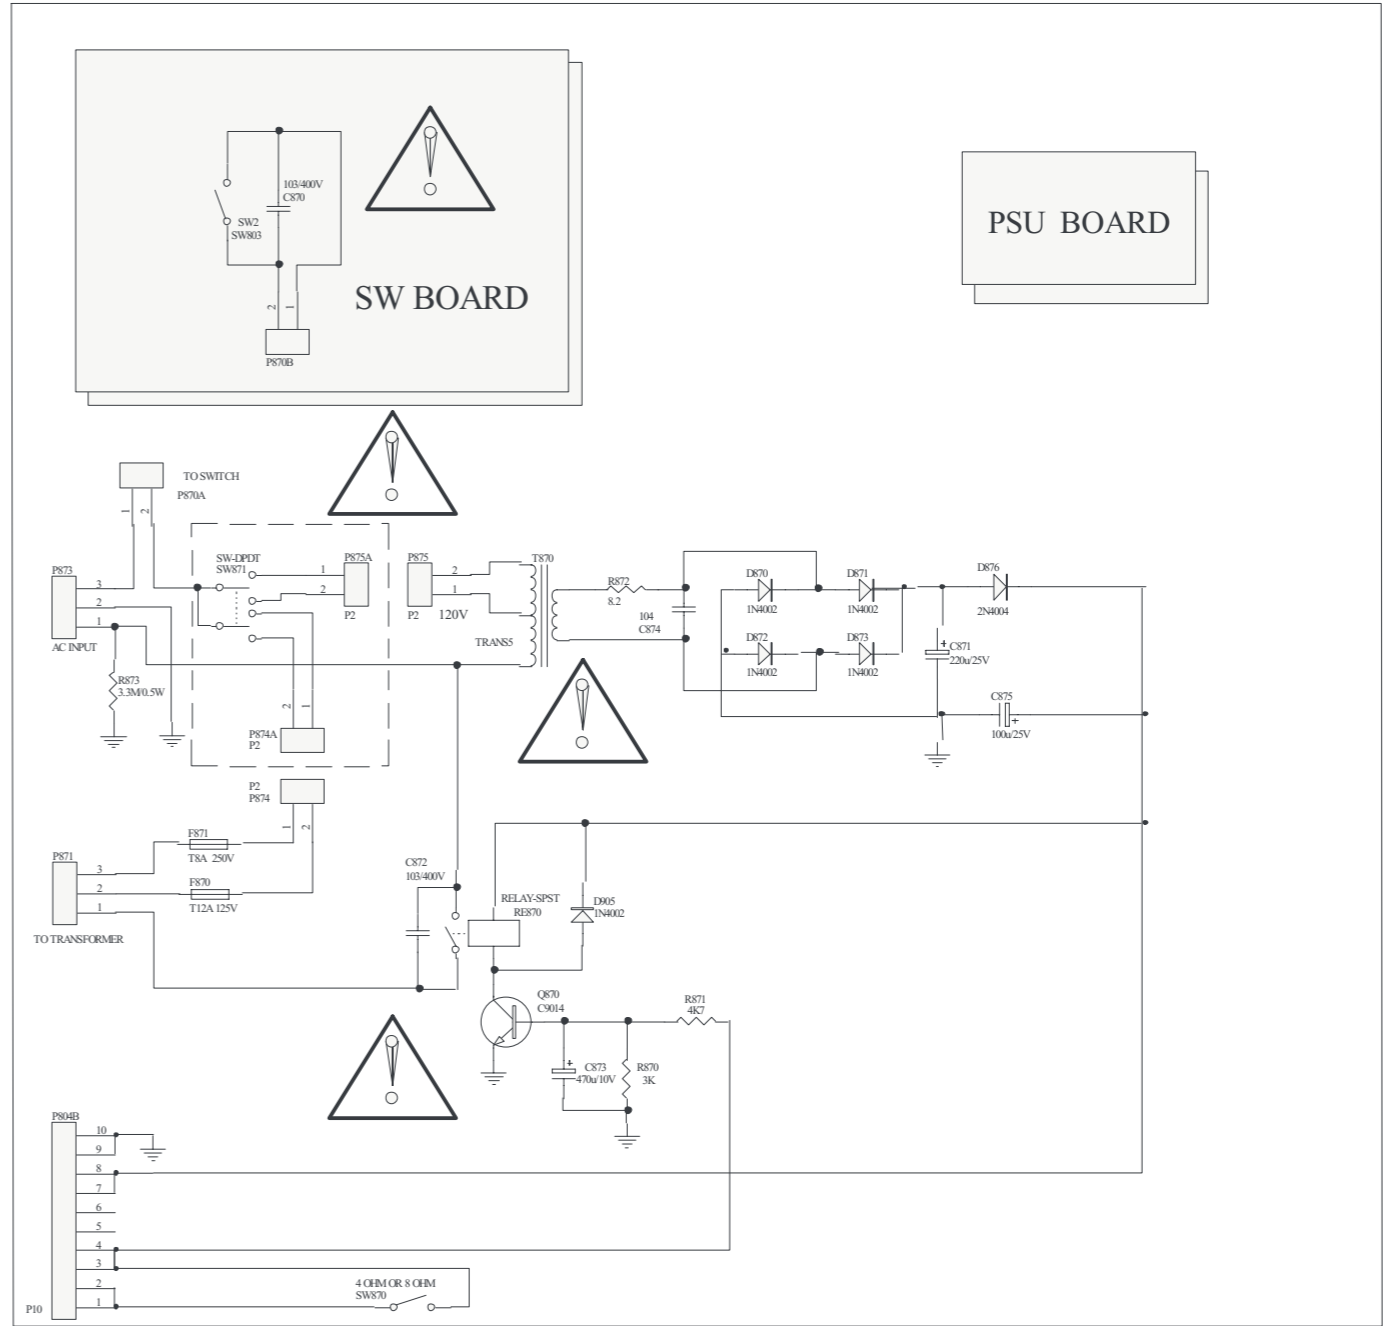 103/400V
C870
SW2
SW803
SW BOARD
2
1
P870B
PSU BOARD
TO SWITCH
P870A
1
2
P873
3
2
1
AC INPUT
R873
3.3M/0.5W
SW-DPDT
SW871
1
2
P875A
P2
P875
2
1
P2
120V
T870
TRANS5
R872
8.2
104
C874
D870
1N4002
D871
1N4002
D872
1N4002
D873
1N4002
D876
2N4004
+
C871
220u/25V
C875
+
100u/25V
2
1
P874A
P2
P2
P874
1
2
F871
T8A 250V
F870
T12A 125V
P871
3
2
1
TO TRANSFORMER
C872
103/400V
RELAY-SPST
RE870
D905
1N4002
Q870
C9014
R871
4K7
+
C873
470u/10V
R870
3K
P804B
10
9
8
7
6
5
4
3
2
1
P10
4 OHM OR 8 OHM
SW870